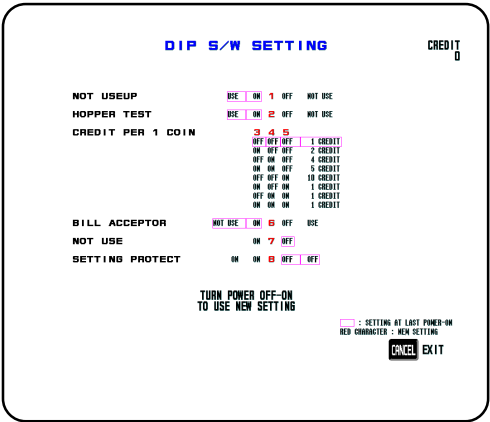 DIP S/W SETTING
CREDIT
0
NOT USEUP USE ON 1 OFF NOT USE
HOPPER TEST USE ON 2 OFF NOT USE
CREDIT PER 1 COIN 3 4 5
OFF OFF OFF 1 CREDIT
ON OFF OFF 2 CREDIT
OFF ON OFF 4 CREDIT
ON ON OFF 5 CREDIT
OFF OFF ON 10 CREDIT
ON OFF ON 1 CREDIT
OFF ON ON 1 CREDIT
ON ON ON 1 CREDIT
BILL ACCEPTOR NOT USE ON 6 OFF USE
NOT USE ON 7 OFF
SETTING PROTECT ON ON 8 OFF OFF
TURN POWER OFF-ON
TO USE NEW SETTING
: SETTING AT LAST POWER-ON
RED CHARACTER : NEW SETTING
CANCEL EXIT